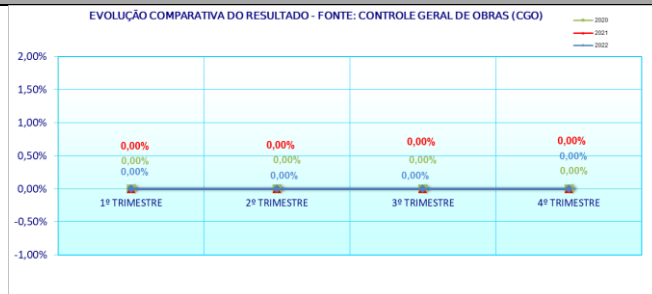 EVOLUÇÃO COMPARATIVA DO RESULTADO - FONTE: CONTROLE GERAL DE OBRAS (CGO)
2020
2021
2022
2,00%
1,50%
1,00%
0,50%
0,00%
-0,50%
-1,00%
0,00% 0,00% 0,00% 0,00%
0,00% 0,00% 0,00% 0,00%
0,00% 0,00% 0,00% 0,00%
1º TRIMESTRE 2º TRIMESTRE 3º TRIMESTRE 4º TRIMESTRE